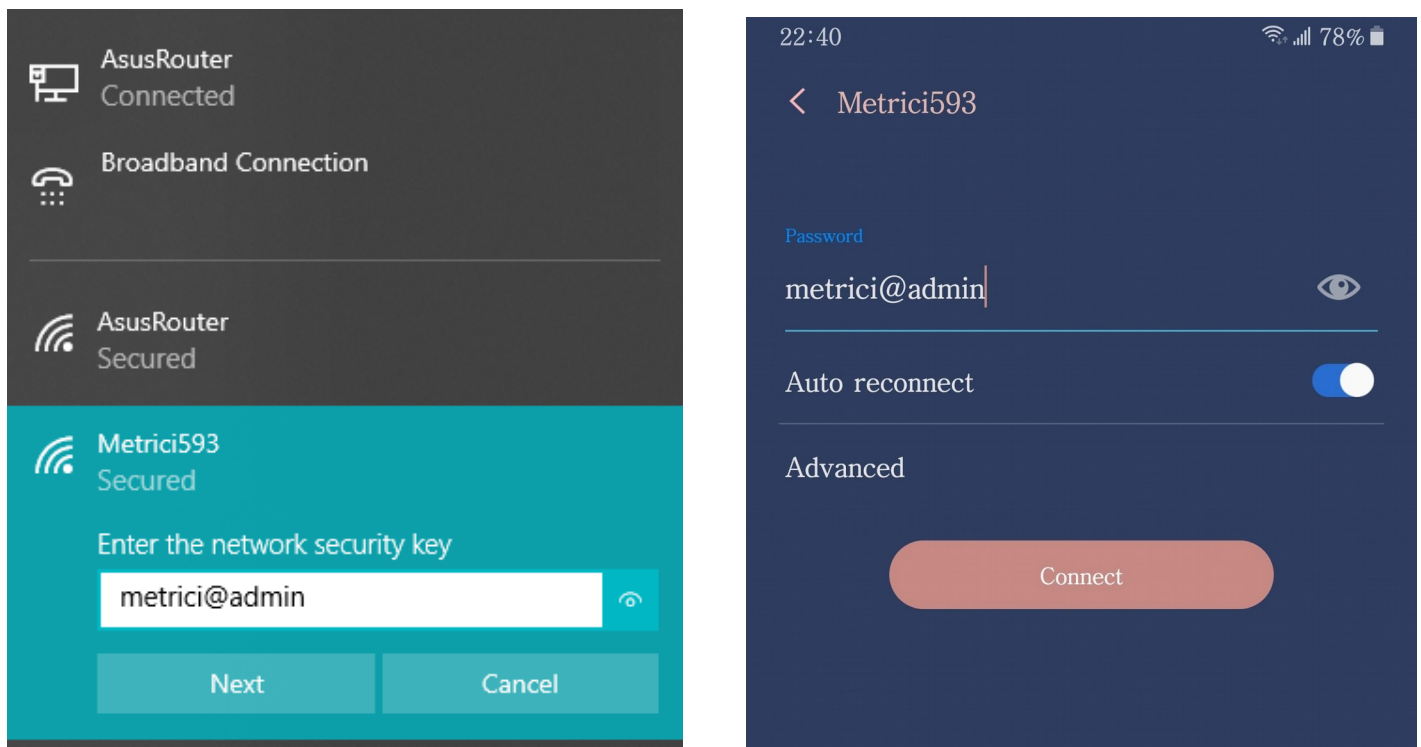 AsusRouter
Connected
Broadband Connection
AsusRouter
Secured
Metrici593
Secured
Enter the network security key
metrici@admin
Next
Cancel
22:40
78%
Metrici593
Password
metrici@admin
Auto reconnect
Advanced
Connect